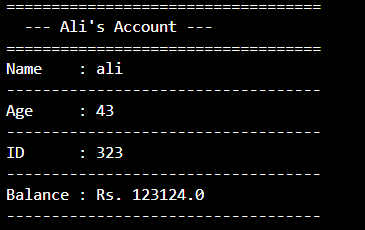 ===================================
  --- Ali's Account ---
===================================
Name    : ali
-----------------------------------
Age     : 43
-----------------------------------
ID      : 323
-----------------------------------
Balance : Rs. 123124.0
-----------------------------------